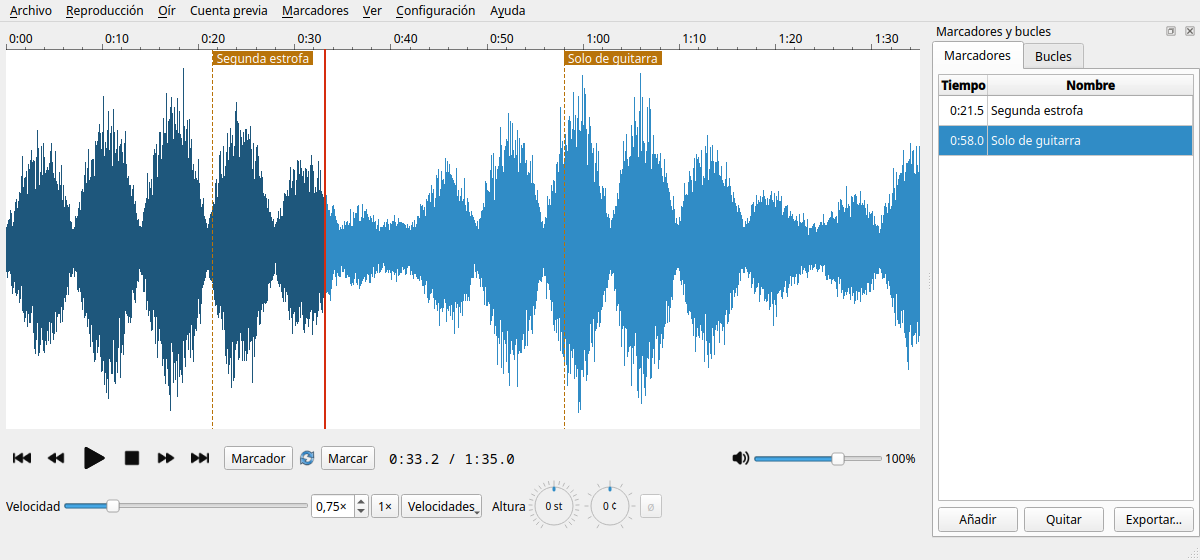 Archivo Reproducción Oír Cuenta previa Marcadores Ver Configuración Ayuda
0:00 0:10 0:20 0:30 0:40 0:50 1:00 1:10 1:20 1:30
Segunda estrofa Solo de guitarra
Marcadores y bucles
Marcadores Bucles
Tiempo Nombre
0:21.5 Segunda estrofa
0:58.0 Solo de guitarra
Marcador Marcar 0:33.2 / 1:35.0 100%
Velocidad 0,75× 1× Velocidades Altura 0 st 0 ¢ ø
Añadir Quitar Exportar...